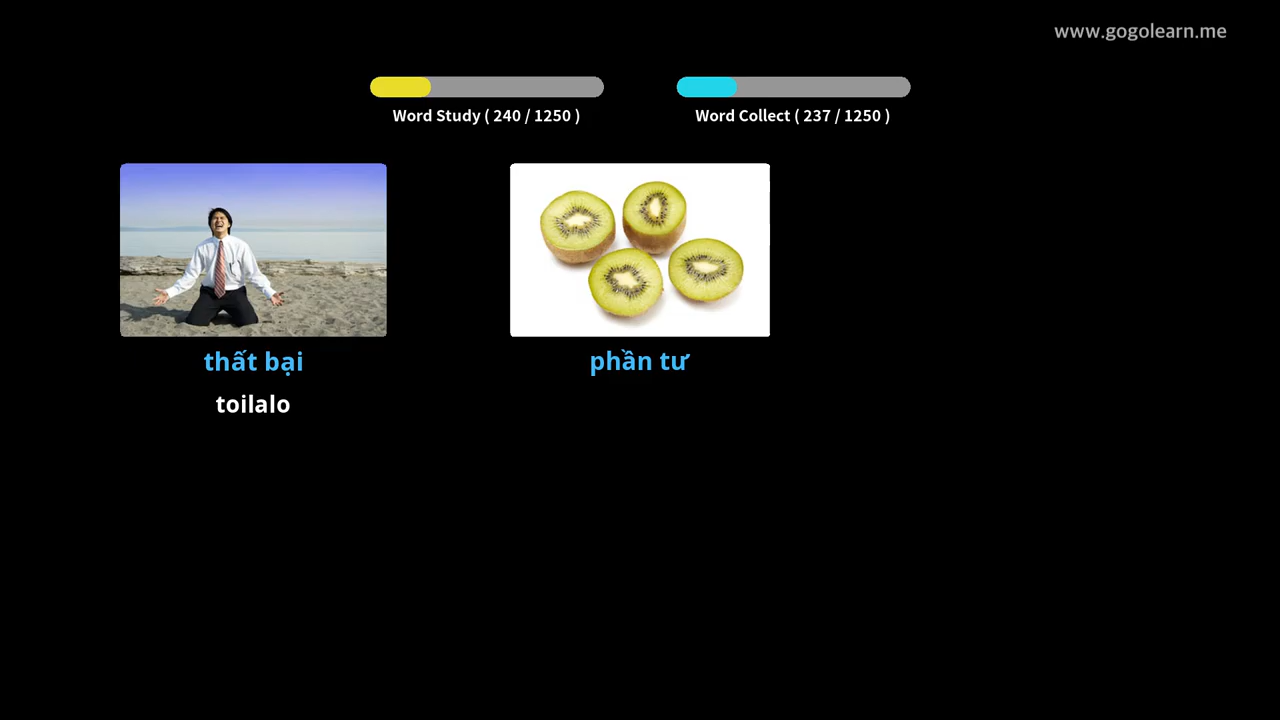 www.gogolearn.me
Word Study ( 240 / 1250 )
Word Collect ( 237 / 1250 )
thất bại
toilalo
phần tư